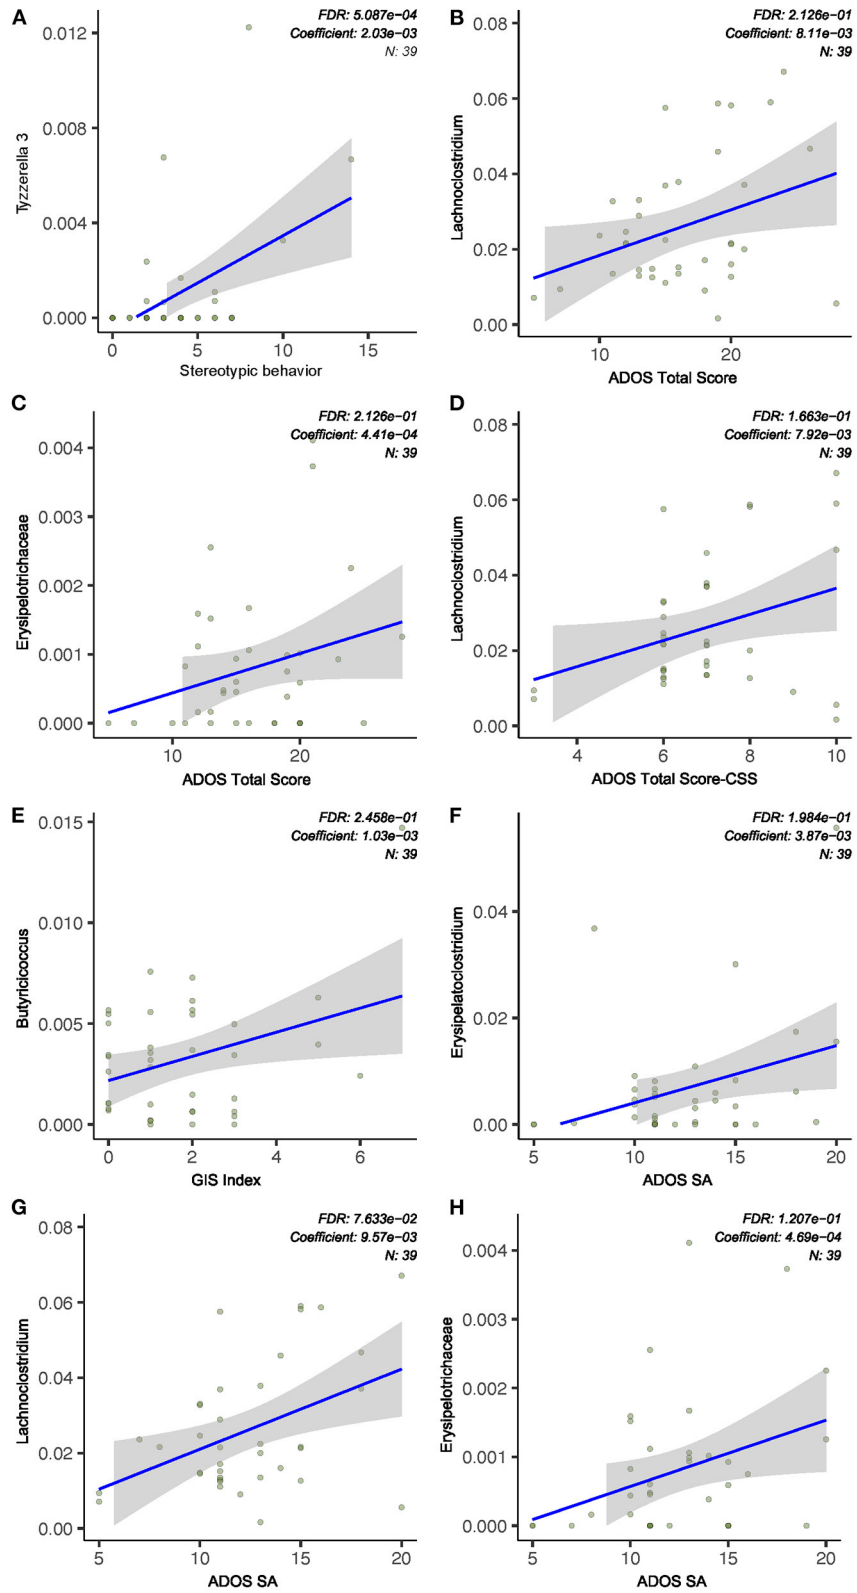 A
FDR: 5.087e−04
Coefficient: 2.03e−03
N: 39
0.012
0.008
0.004
0.000
Tyzzerella 3
0
5
10
15
Stereotypic behavior
B
FDR: 2.126e−01
Coefficient: 8.11e−03
N: 39
0.08
0.06
0.04
0.02
0.00
Lachnoclostridium
10
20
ADOS Total Score
C
FDR: 2.126e−01
Coefficient: 4.41e−04
N: 39
0.004
0.003
0.002
0.001
0.000
Erysipelotrichaceae
10
20
ADOS Total Score
D
FDR: 1.663e−01
Coefficient: 7.92e−03
N: 39
0.08
0.06
0.04
0.02
0.00
Lachnoclostridium
4
6
8
10
ADOS Total Score-CSS
E
FDR: 2.458e−01
Coefficient: 1.03e−03
N: 39
0.015
0.010
0.005
0.000
Butyricicoccus
0
2
4
6
GIS Index
F
FDR: 1.984e−01
Coefficient: 3.87e−03
N: 39
0.04
0.02
0.00
Erysipelatoclostridium
5
10
15
20
ADOS SA
G
FDR: 7.633e−02
Coefficient: 9.57e−03
N: 39
0.08
0.06
0.04
0.02
0.00
Lachnoclostridium
5
10
15
20
ADOS SA
H
FDR: 1.207e−01
Coefficient: 4.69e−04
N: 39
0.004
0.003
0.002
0.001
0.000
Erysipelotrichaceae
5
10
15
20
ADOS SA